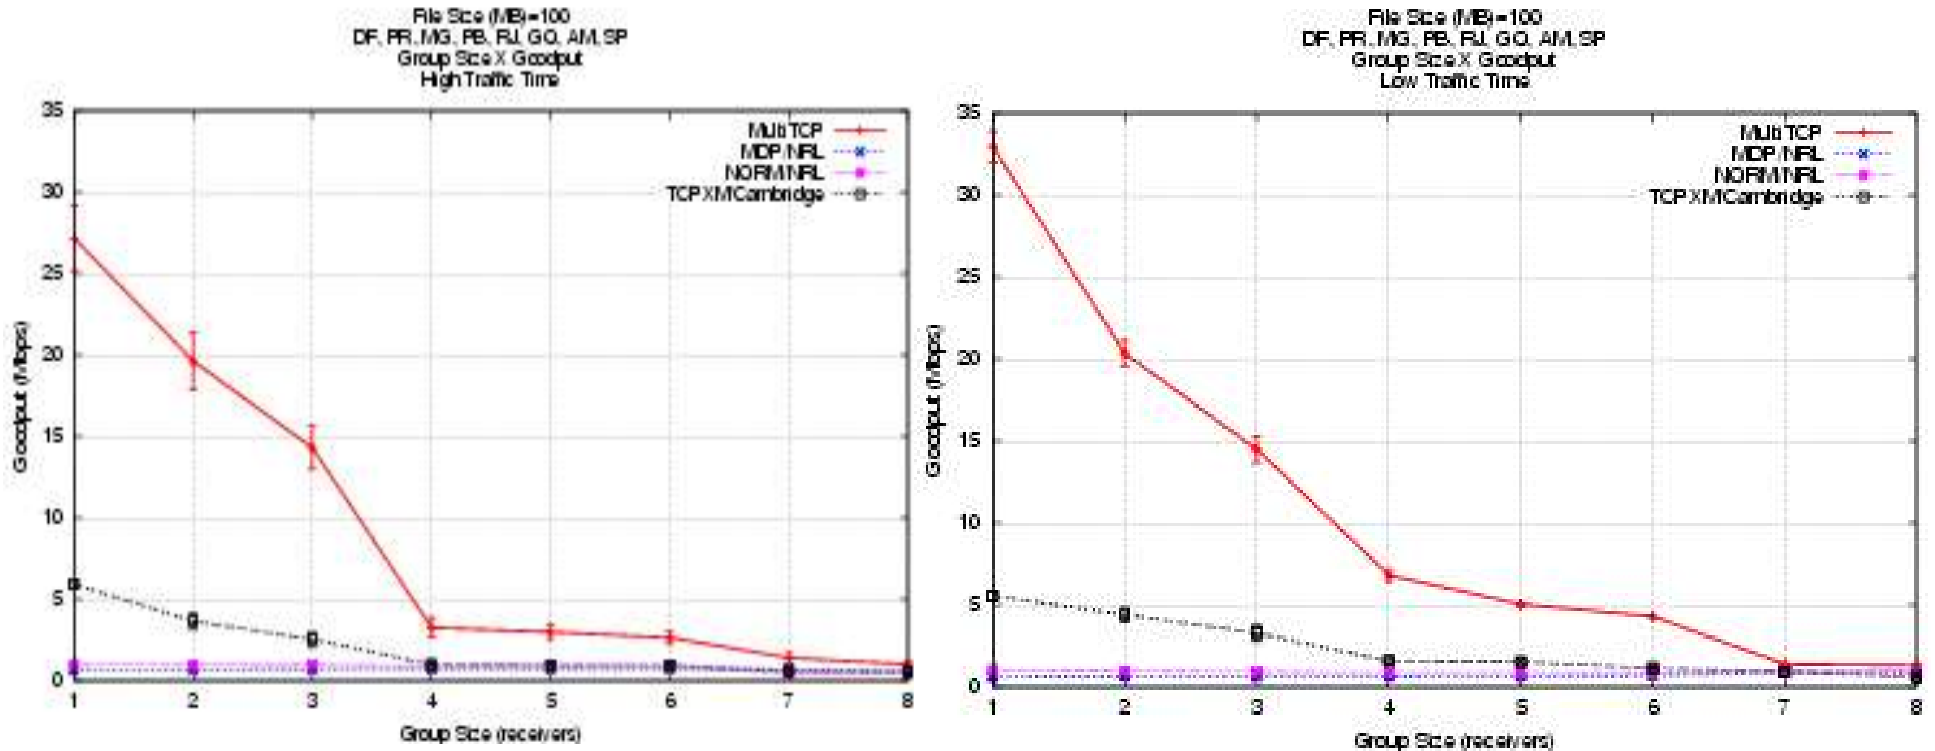 File Size (MB)=100
DF, PR, MG, PB, RJ, GO, AM, SP
Group Size X Goodput
High Traffic Time
35
30
25
20
15
10
5
0
Goodput (Mbps)
MultiTCP
MDP/NRL
NORM/NRL
TCPXM/Cambridge
1 2 3 4 5 6 7 8
Group Size (receivers)
File Size (MB)=100
DF, PR, MG, PB, RJ, GO, AM, SP
Group Size X Goodput
Low Traffic Time
35
30
25
20
15
10
5
0
Goodput (Mbps)
MultiTCP
MDP/NRL
NORM/NRL
TCPXM/Cambridge
1 2 3 4 5 6 7 8
Group Size (receivers)